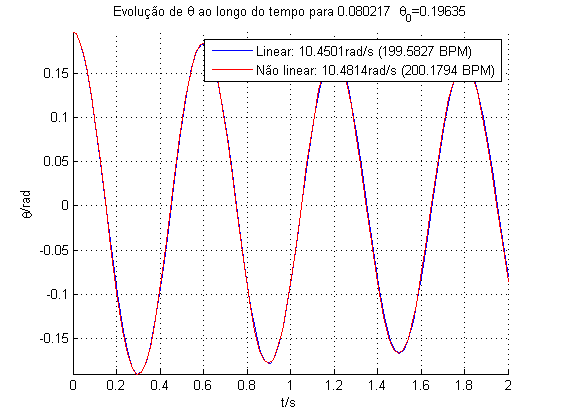 Evolução de θ ao longo do tempo para 0.080217 θ0=0.19635
Linear: 10.4501rad/s (199.5827 BPM)
Não linear: 10.4814rad/s (200.1794 BPM)
0.15
0.1
0.05
0
-0.05
-0.1
-0.15
θ/rad
0 0.2 0.4 0.6 0.8 1 1.2 1.4 1.6 1.8 2
t/s